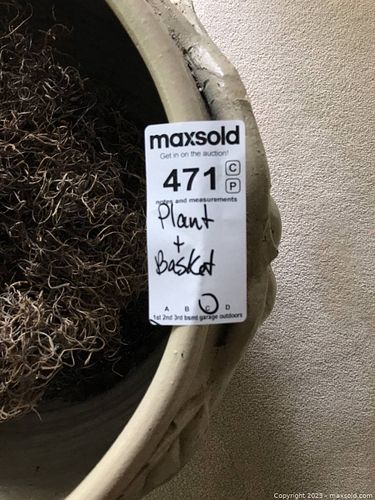 maxsold
Get in on the auction!
471 C
P
notes and measurements
Plant
+
Basket
A B C D
1st 2nd 3rd bsmt garage outdoors
Copyright 2023 - maxsold.com